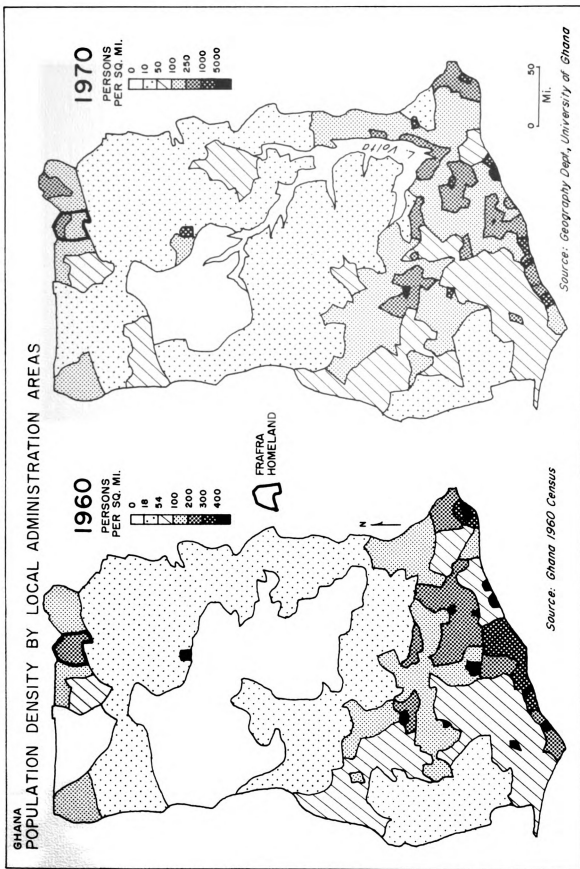 GHANA
POPULATION DENSITY BY LOCAL ADMINISTRATION AREAS
1960
PERSONS
PER SQ. MI.
0
18
54
100
200
300
400
FRAFRA
HOMELAND
N
Source: Ghana 1960 Census
1970
PERSONS
PER SQ. MI.
0
10
50
100
250
1000
5000
L. Volta
0
50
Mi.
Source: Geography Dept, University of Ghana